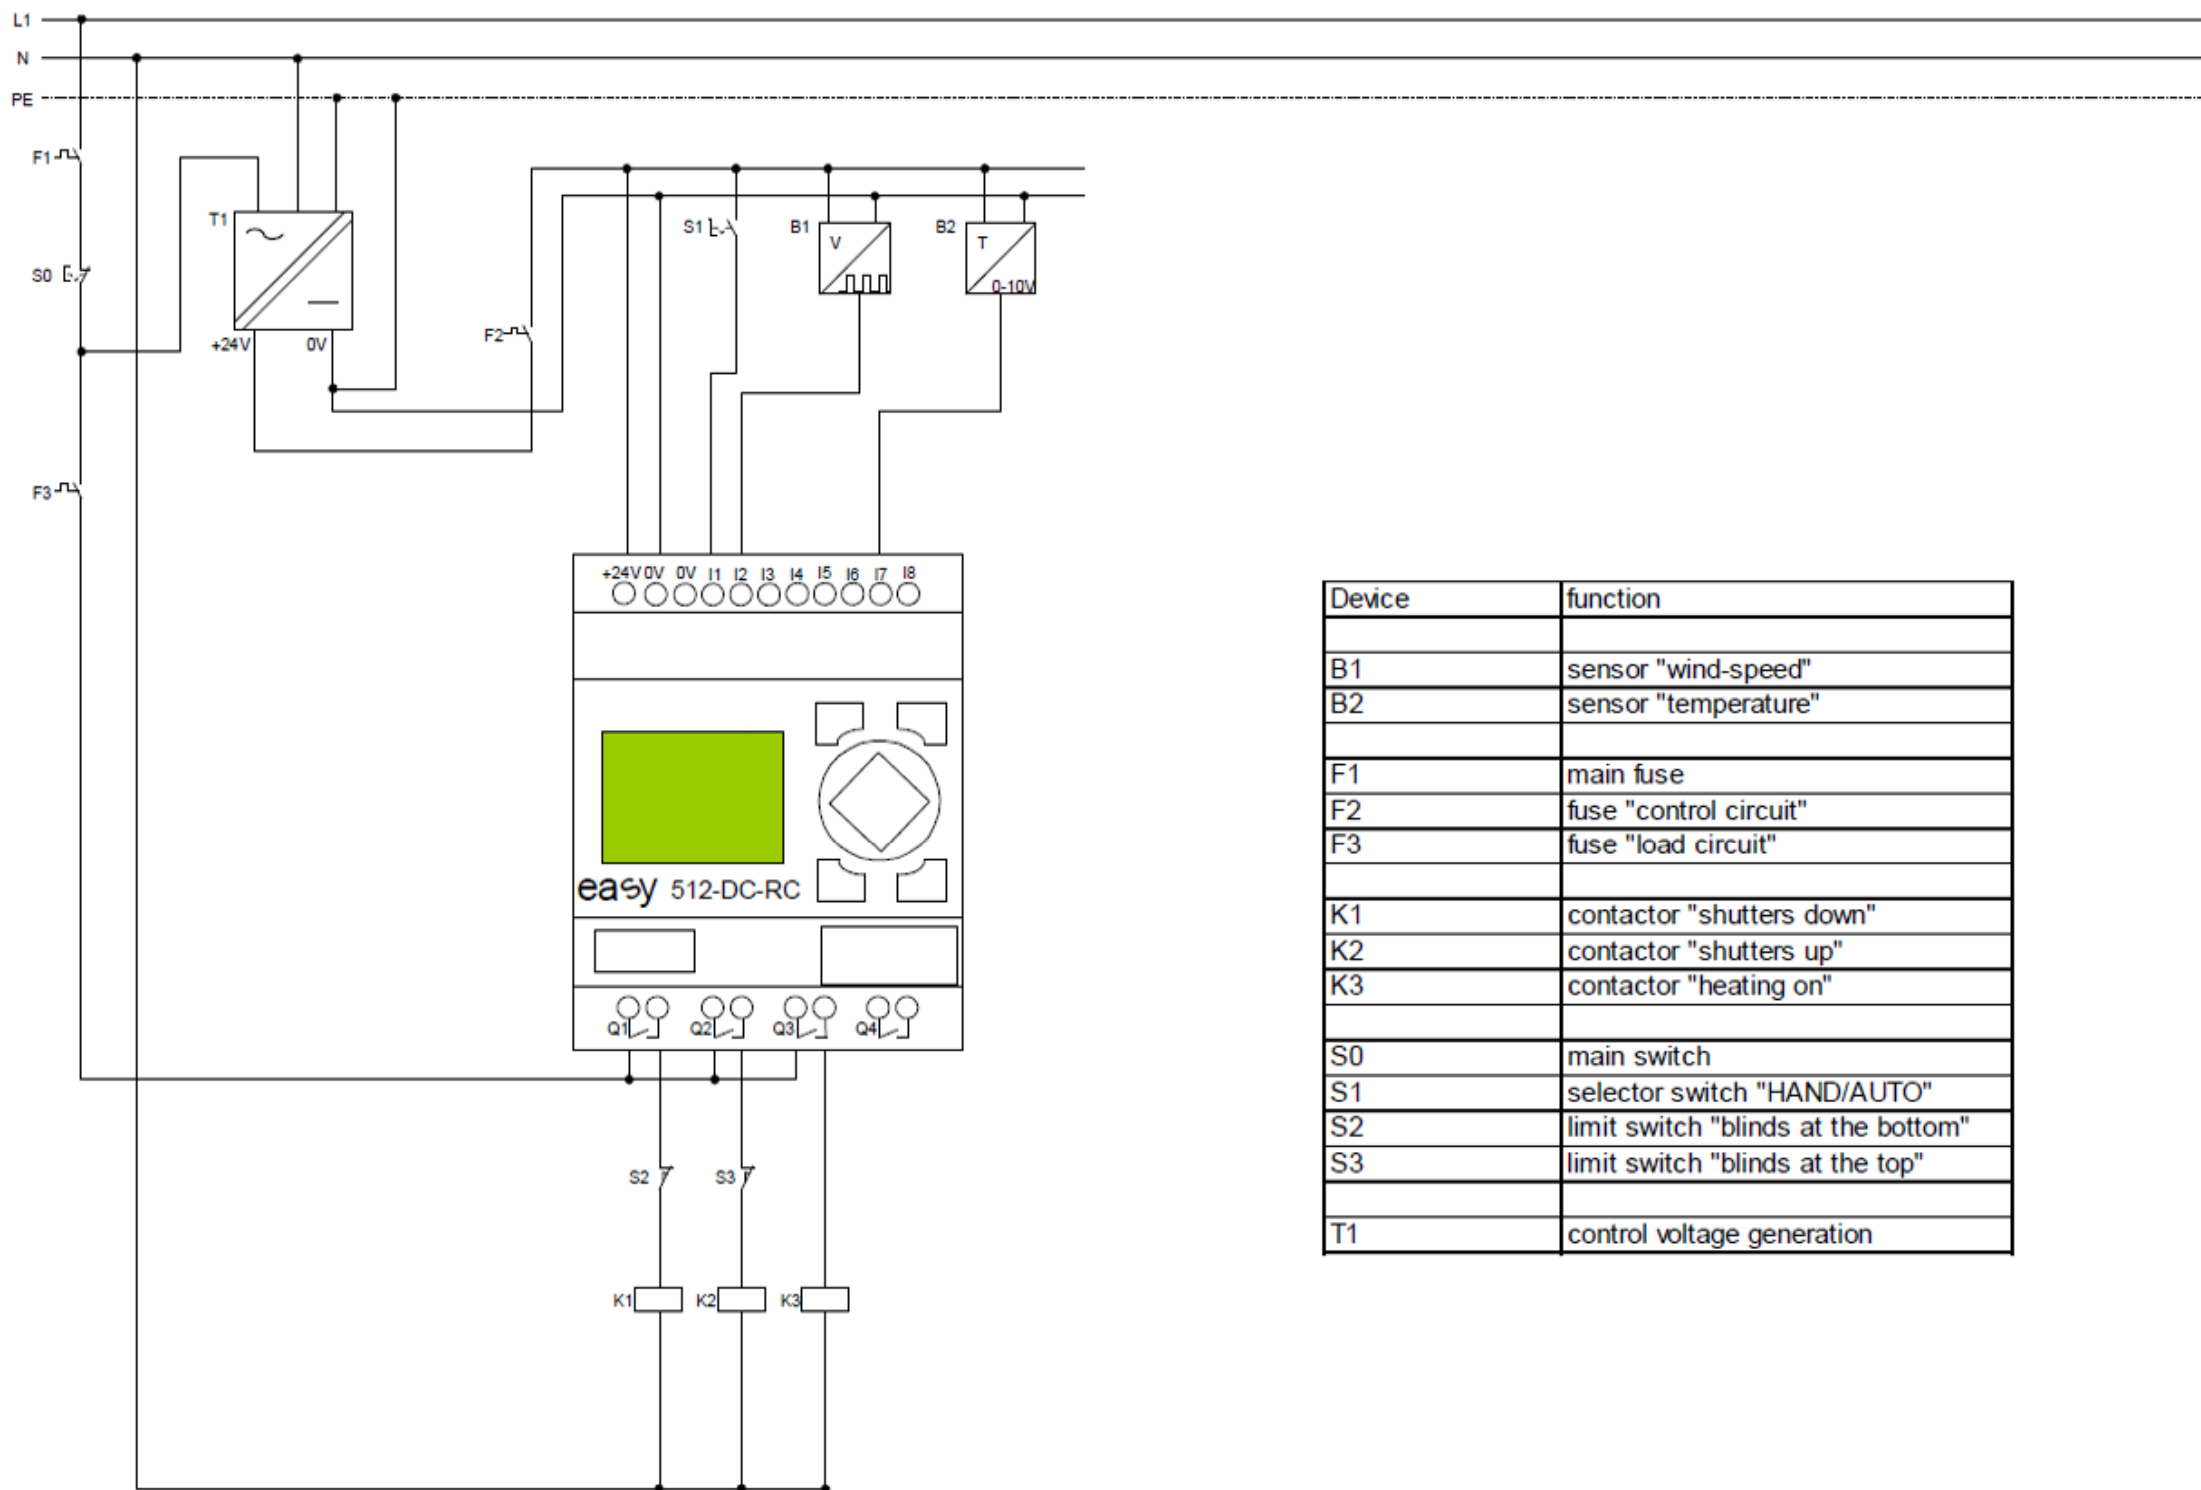 L1
N
PE
F1
T1
S1
B1
V
B2
T
0-10V
S0
+24V
0V
F2
F3
+24V 0V 0V I1 I2 I3 I4 I5 I6 I7 I8
easy 512-DC-RC
Q1 Q2 Q3 Q4
S2
S3
K1
K2
K3
Device function
B1 sensor "wind-speed"
B2 sensor "temperature"
F1 main fuse
F2 fuse "control circuit"
F3 fuse "load circuit"
K1 contactor "shutters down"
K2 contactor "shutters up"
K3 contactor "heating on"
S0 main switch
S1 selector switch "HAND/AUTO"
S2 limit switch "blinds at the bottom"
S3 limit switch "blinds at the top"
T1 control voltage generation